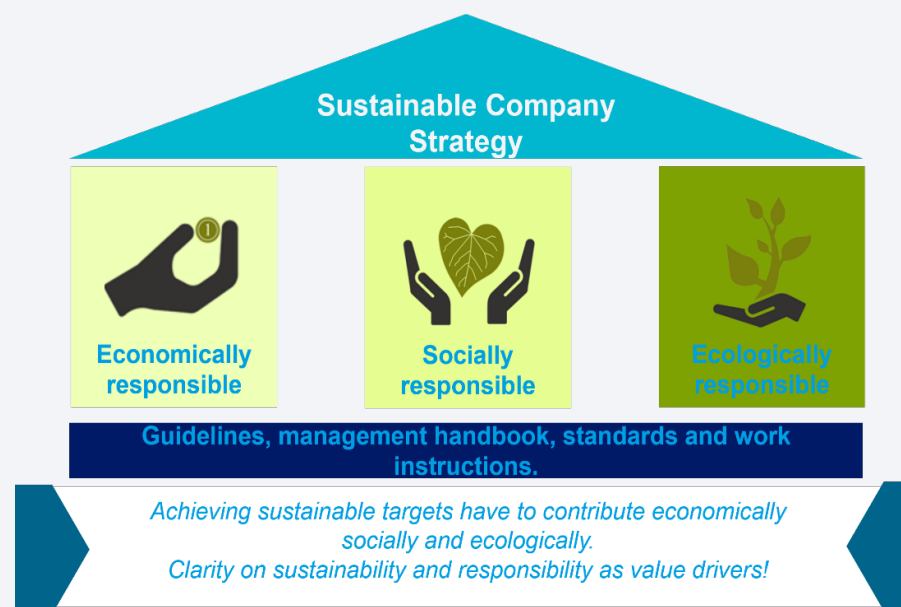 Sustainable Company
Strategy
Economically
responsible
Socially
responsible
Ecologically
responsible
Guidelines, management handbook, standards and work
instructions.
Achieving sustainable targets have to contribute economically
socially and ecologically.
Clarity on sustainability and responsibility as value drivers!